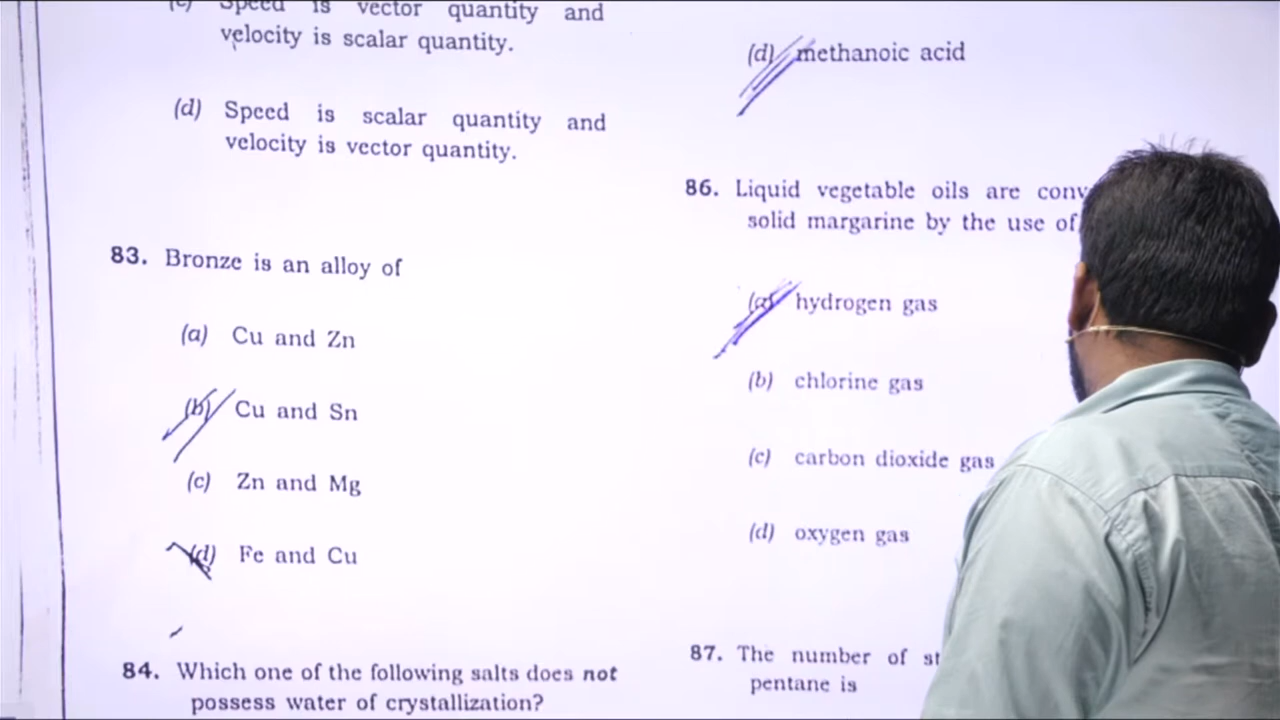 (c) Speed is vector quantity and
velocity is scalar quantity.
(d) Speed is scalar quantity and
velocity is vector quantity.
83. Bronze is an alloy of
(a) Cu and Zn
(b) Cu and Sn
(c) Zn and Mg
(d) Fe and Cu
84. Which one of the following salts does not
possess water of crystallization?
(d) methanoic acid
86. Liquid vegetable oils are
solid margarine by the use of
(a) hydrogen gas
(b) chlorine gas
(c) carbon dioxide gas
(d) oxygen gas
87. The number of
pentane is